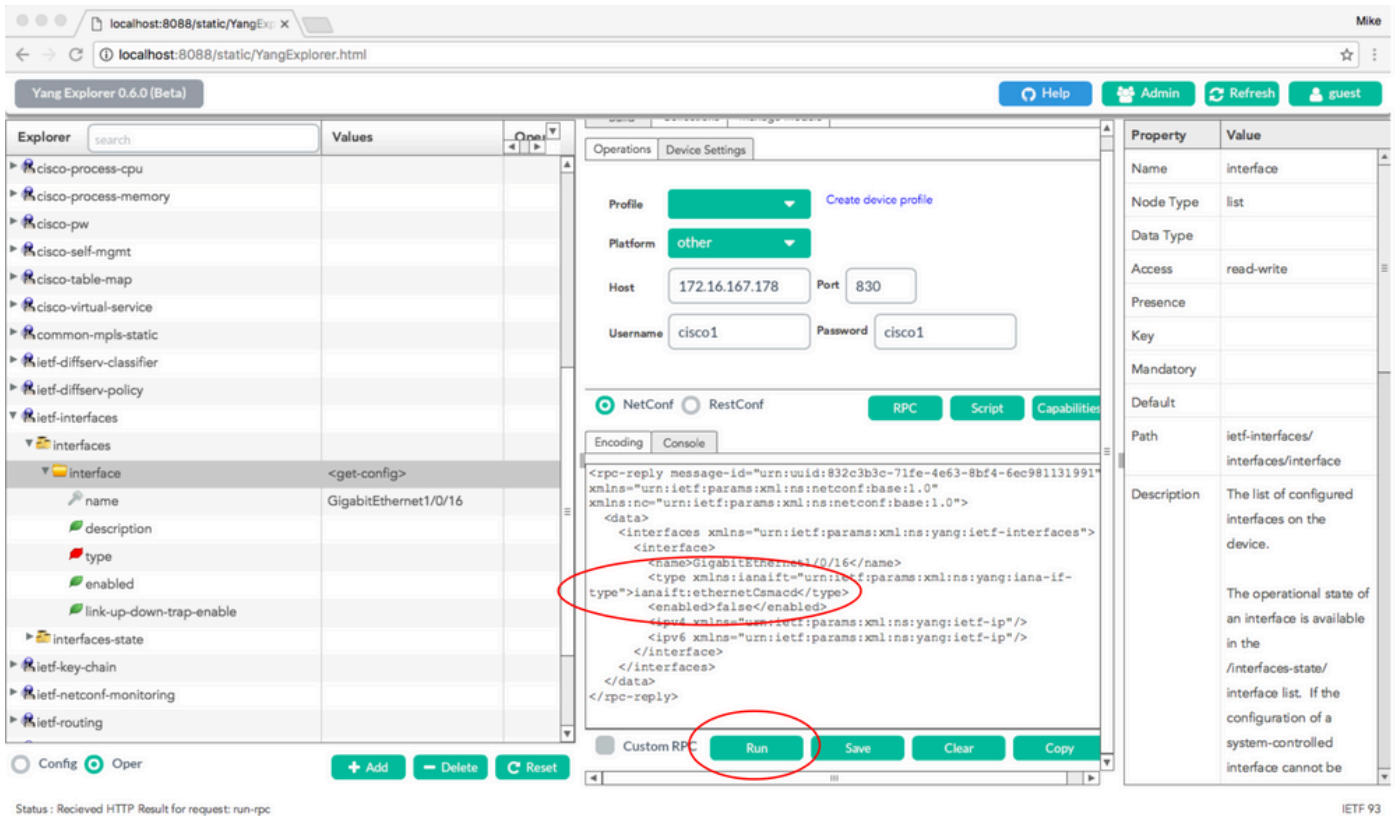 localhost:8088/static/YangExp
Mike
localhost:8088/static/YangExplorer.html
Yang Explorer 0.6.0 (Beta)
Help
Admin
Refresh
guest
Explorer
search
Values
cisco-process-cpu
cisco-process-memory
cisco-pw
cisco-self-mgmt
cisco-table-map
cisco-virtual-service
common-mpls-static
ietf-diffserv-classifier
ietf-diffserv-policy
ietf-interfaces
interfaces
interface <get-config>
name GigabitEthernet1/0/16
description
type
enabled
link-up-down-trap-enable
interfaces-state
ietf-key-chain
ietf-netconf-monitoring
ietf-routing
Config
Oper
Add
Delete
Reset
Operations
Device Settings
Profile
Create device profile
Platform other
Host 172.16.167.178 Port 830
Username cisco1 Password cisco1
NetConf
RestConf
RPC
Script
Capabilities
Encoding
Console
<rpc-reply message-id="urn:uuid:832c3b3c-71fe-4e63-8bf4-6ec981131991"
xmlns="urn:ietf:params:xml:ns:netconf:base:1.0"
xmlns:nc="urn:ietf:params:xml:ns:netconf:base:1.0">
<data>
<interfaces xmlns="urn:ietf:params:xml:ns:yang:ietf-interfaces">
<interface>
<name>GigabitEthernet1/0/16</name>
<type xmlns:ianaift="urn:ietf:params:xml:ns:yang:iana-if-
type">ianaift:ethernetCsmacd</type>
<enabled>false</enabled>
<ipv4 xmlns="urn:ietf:params:xml:ns:yang:ietf-ip"/>
<ipv6 xmlns="urn:ietf:params:xml:ns:yang:ietf-ip"/>
</interface>
</interfaces>
</data>
</rpc-reply>
Custom RPC
Run
Save
Clear
Copy
Property Value
Name interface
Node Type list
Data Type
Access read-write
Presence
Key
Mandatory
Default
Path ietf-interfaces/
interfaces/interface
Description The list of configured
interfaces on the
device.
The operational state of
an interface is available
in the
/interfaces-state/
interface list. If the
configuration of a
system-controlled
interface cannot be
Status : Recieved HTTP Result for request: run-rpc
IETF 93